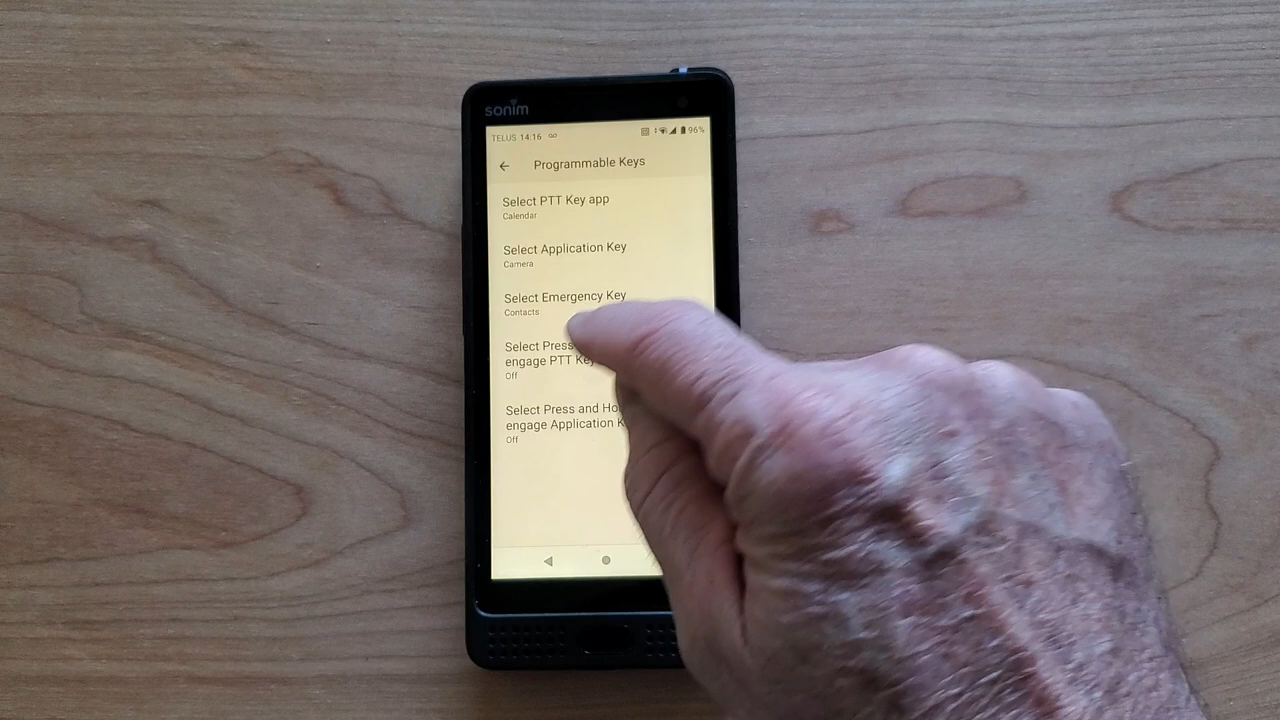 sonim
TELUS 14:16 96%
Programmable Keys
Select PTT Key app
Calendar
Select Application Key
Camera
Select Emergency Key
Contacts
Select Press
engage PTT Key
Off
Select Press and Ho
engage Application K
Off